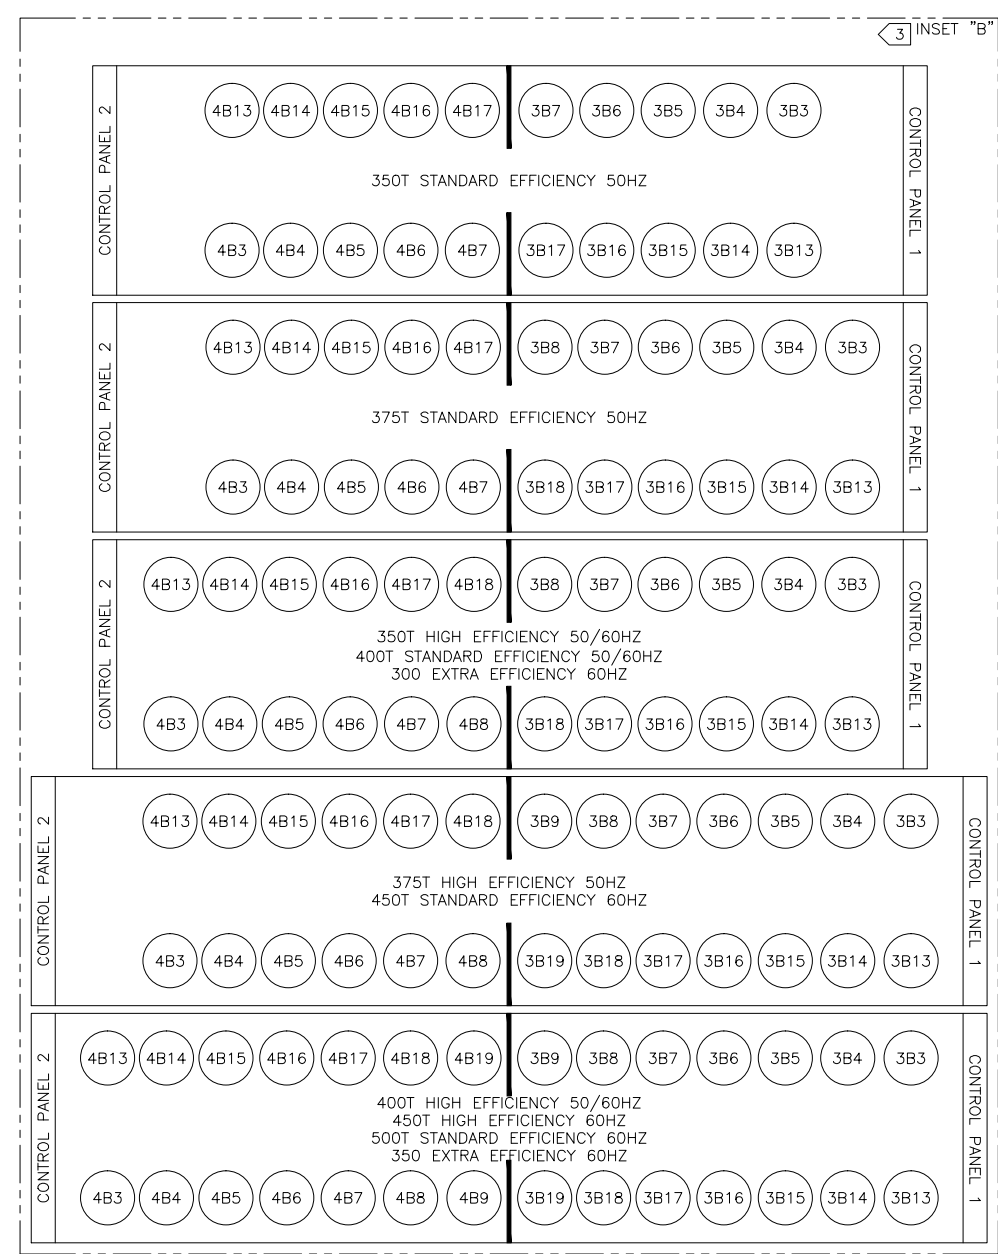 3 INSET "B"
CONTROL PANEL 2
4B13 4B14 4B15 4B16 4B17 3B7 3B6 3B5 3B4 3B3
350T STANDARD EFFICIENCY 50HZ
4B3 4B4 4B5 4B6 4B7 3B17 3B16 3B15 3B14 3B13
CONTROL PANEL 1
CONTROL PANEL 2
4B13 4B14 4B15 4B16 4B17 3B8 3B7 3B6 3B5 3B4 3B3
375T STANDARD EFFICIENCY 50HZ
4B3 4B4 4B5 4B6 4B7 3B18 3B17 3B16 3B15 3B14 3B13
CONTROL PANEL 1
CONTROL PANEL 2
4B13 4B14 4B15 4B16 4B17 4B18 3B8 3B7 3B6 3B5 3B4 3B3
350T HIGH EFFICIENCY 50/60HZ
400T STANDARD EFFICIENCY 50/60HZ
300 EXTRA EFFICIENCY 60HZ
4B3 4B4 4B5 4B6 4B7 4B8 3B18 3B17 3B16 3B15 3B14 3B13
CONTROL PANEL 1
CONTROL PANEL 2
4B13 4B14 4B15 4B16 4B17 4B18 3B9 3B8 3B7 3B6 3B5 3B4 3B3
375T HIGH EFFICIENCY 50HZ
450T STANDARD EFFICIENCY 60HZ
4B3 4B4 4B5 4B6 4B7 4B8 3B19 3B18 3B17 3B16 3B15 3B14 3B13
CONTROL PANEL 1
CONTROL PANEL 2
4B13 4B14 4B15 4B16 4B17 4B18 4B19 3B9 3B8 3B7 3B6 3B5 3B4 3B3
400T HIGH EFFICIENCY 50/60HZ
450T HIGH EFFICIENCY 60HZ
500T STANDARD EFFICIENCY 60HZ
350 EXTRA EFFICIENCY 60HZ
4B3 4B4 4B5 4B6 4B7 4B8 4B9 3B19 3B18 3B17 3B16 3B15 3B14 3B13
CONTROL PANEL 1